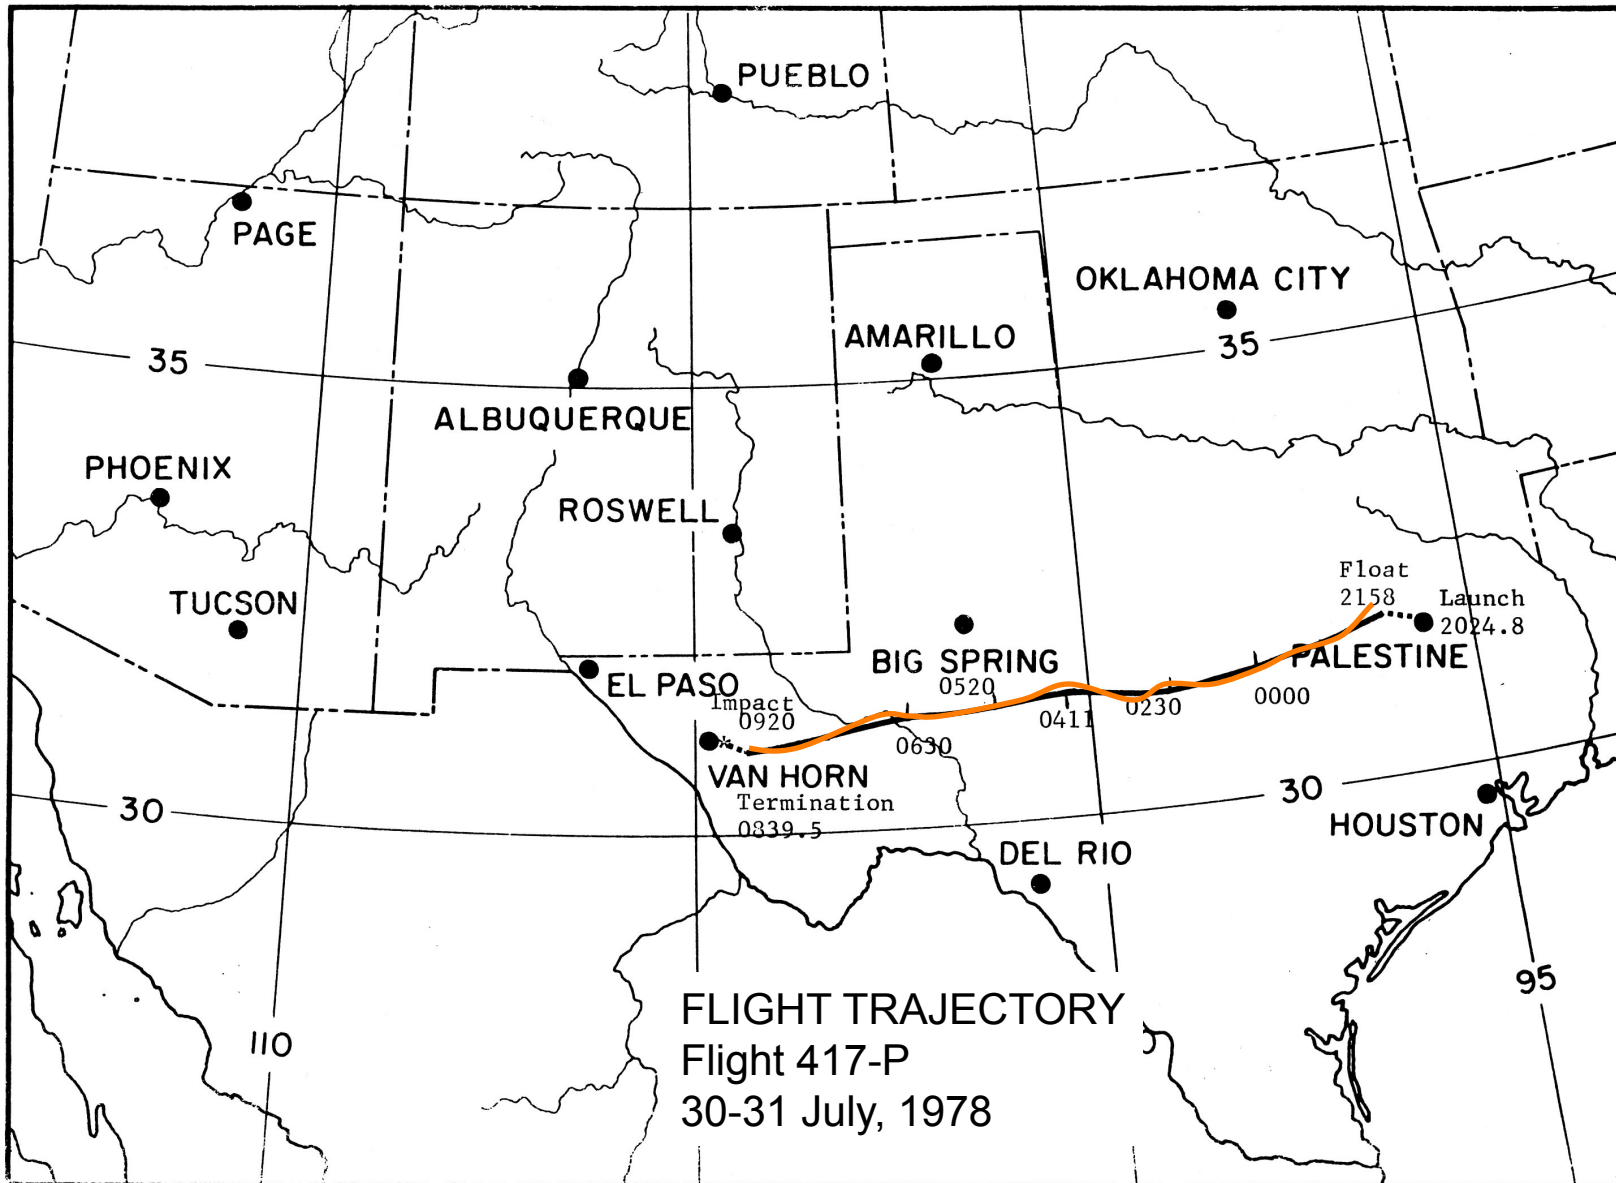 PUEBLO
PAGE
OKLAHOMA CITY
AMARILLO
35
35
ALBUQUERQUE
PHOENIX
ROSWELL
Float
2158
Launch
2024.8
TUCSON
PALESTINE
BIG SPRING
EL PASO
Impact
0920
0520
0411
0230
0000
0630
VAN HORN
Termination
0839.5
30
30
HOUSTON
DEL RIO
95
110
FLIGHT TRAJECTORY
Flight 417-P
30-31 July, 1978